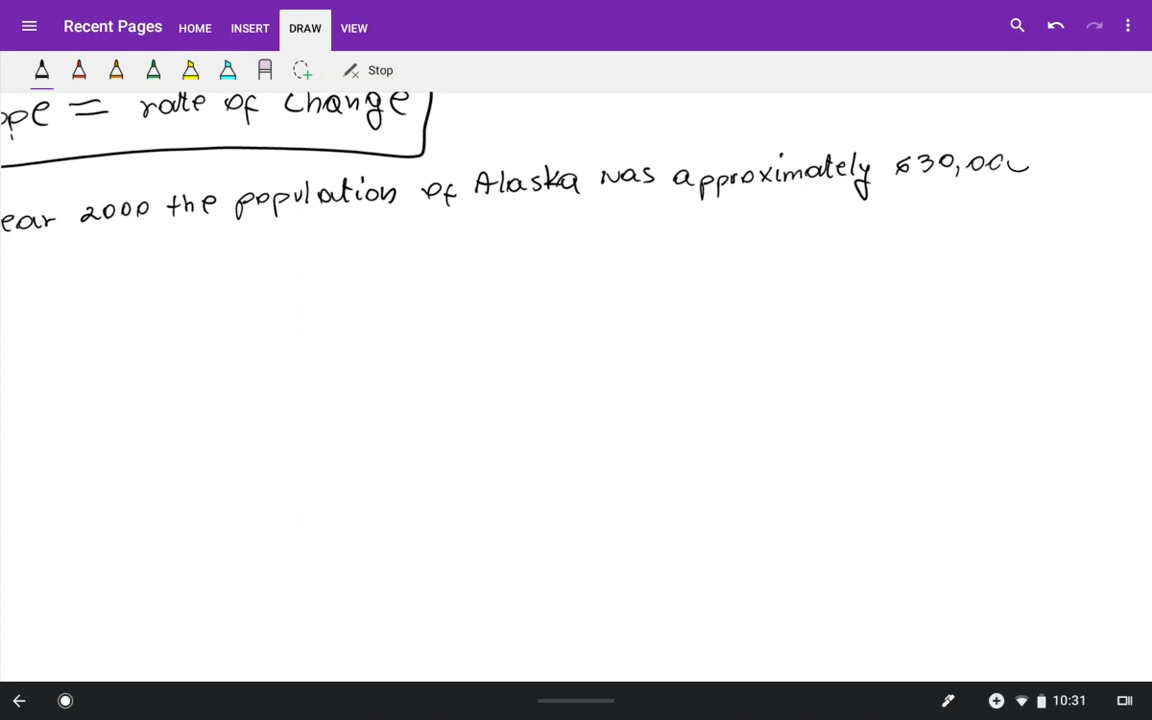 Recent Pages HOME INSERT DRAW VIEW
Stop
ope = rate of change
ear 2000 the population of Alaska was approximately 630,000
10:31